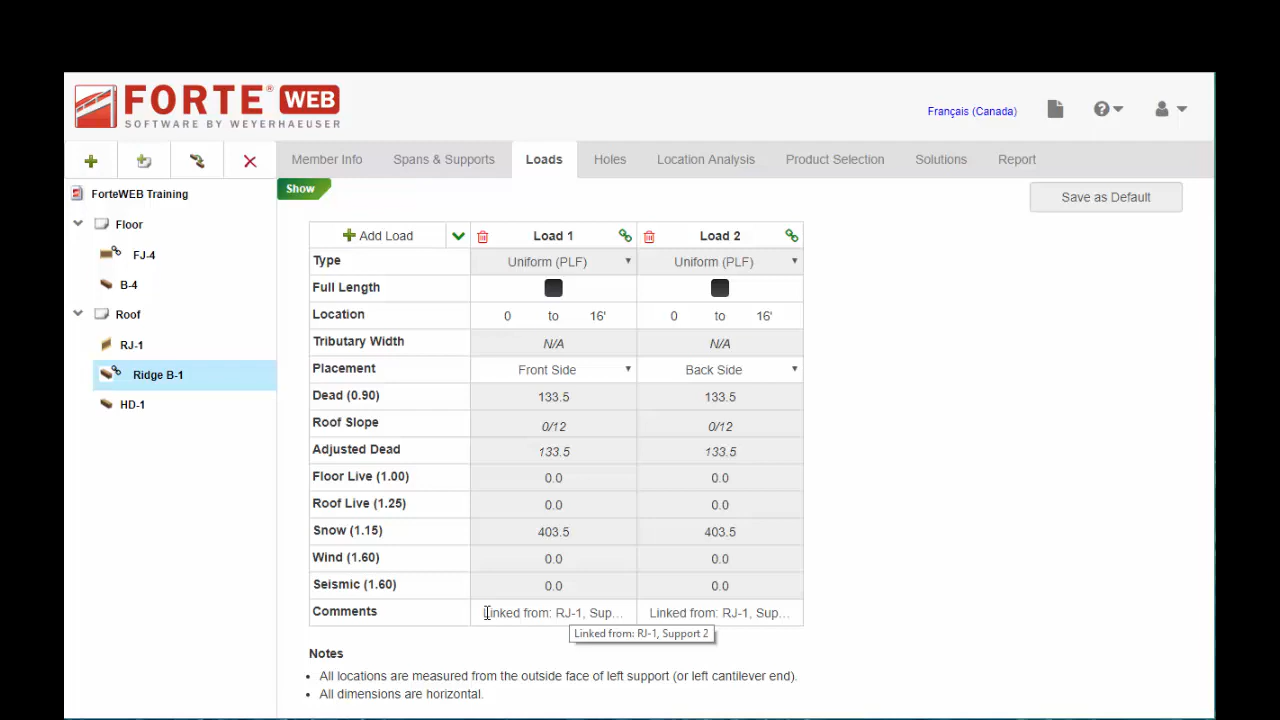 FORTE® WEB
SOFTWARE BY WEYERHAEUSER
Français (Canada)
Member Info Spans & Supports Loads Holes Location Analysis Product Selection Solutions Report
ForteWEB Training
Floor
FJ-4
B-4
Roof
RJ-1
Ridge B-1
HD-1
Show
Save as Default
Add Load Load 1 Load 2
Type Uniform (PLF) Uniform (PLF)
Full Length
Location 0 to 16' 0 to 16'
Tributary Width N/A N/A
Placement Front Side Back Side
Dead (0.90) 133.5 133.5
Roof Slope 0/12 0/12
Adjusted Dead 133.5 133.5
Floor Live (1.00) 0.0 0.0
Roof Live (1.25) 0.0 0.0
Snow (1.15) 403.5 403.5
Wind (1.60) 0.0 0.0
Seismic (1.60) 0.0 0.0
Comments Linked from: RJ-1, Sup... Linked from: RJ-1, Sup...
Linked from: RJ-1, Support 2
Notes
• All locations are measured from the outside face of left support (or left cantilever end).
• All dimensions are horizontal.